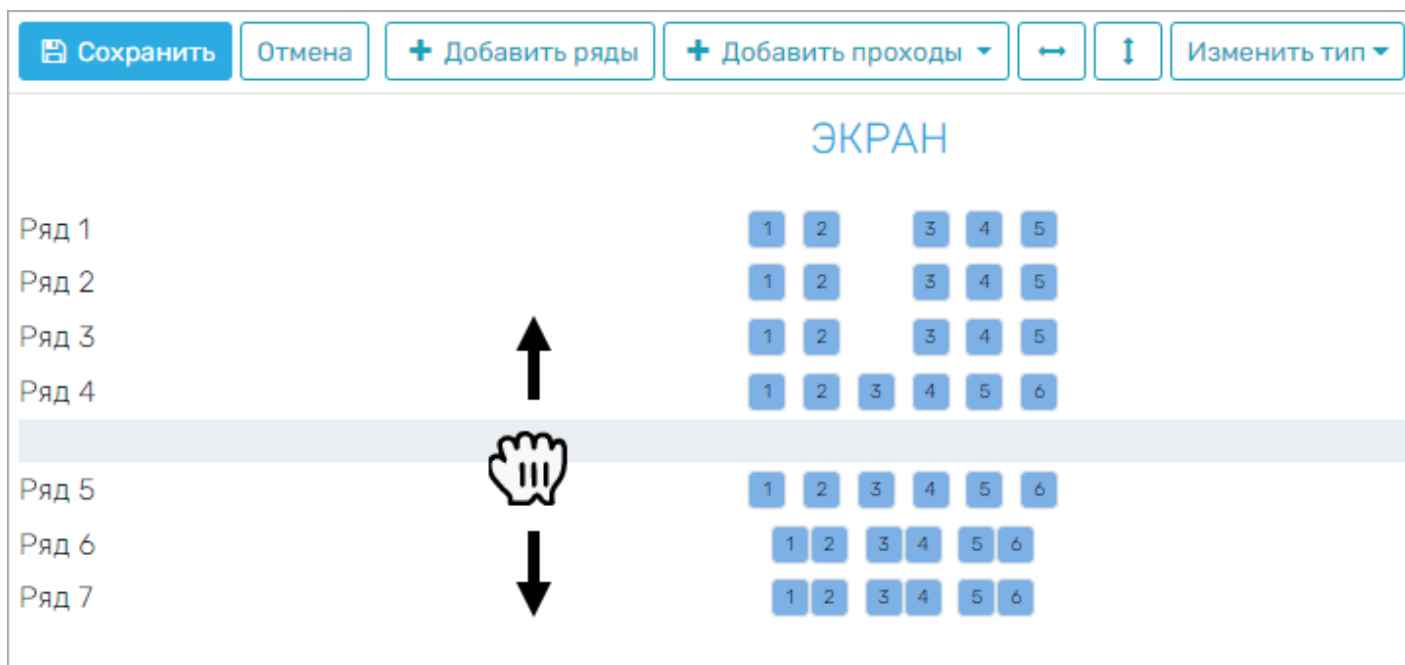 Сохранить Отмена + Добавить ряды + Добавить проходы Изменить тип
ЭКРАН
Ряд 1 1 2 3 4 5
Ряд 2 1 2 3 4 5
Ряд 3 1 2 3 4 5
Ряд 4 1 2 3 4 5 6
Ряд 5 1 2 3 4 5 6
Ряд 6 1 2 3 4 5 6
Ряд 7 1 2 3 4 5 6